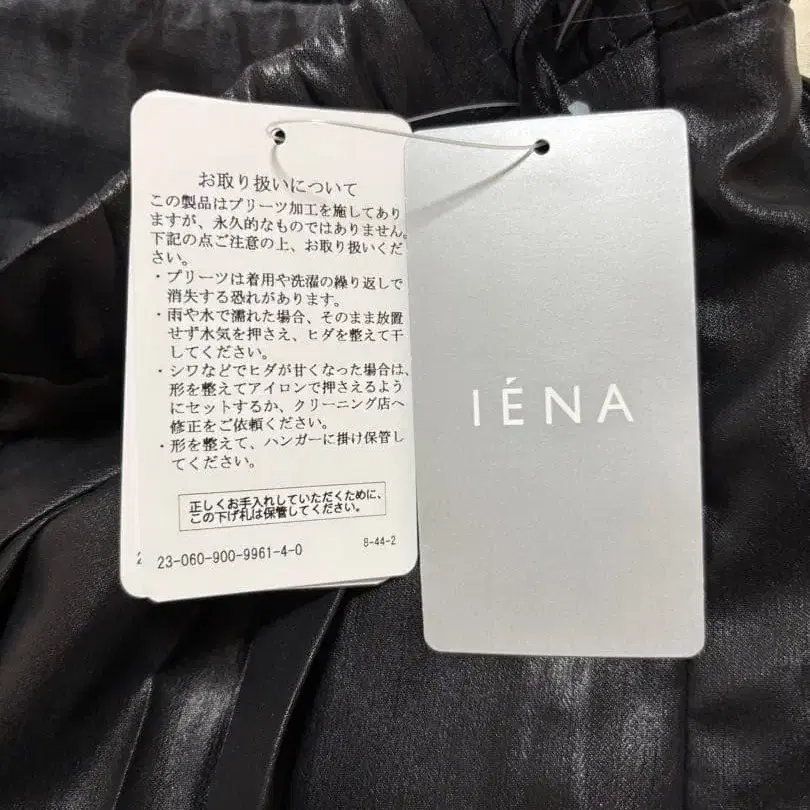 お取り扱いについて
この製品はプリーツ加工を施してあり
ますが、永久的なものではありません。
下記の点ご注意の上、お取り扱いくだ
さい。
・プリーツは着用や洗濯の繰り返しで
消失する恐れがあります。
・雨や水で濡れた場合、そのまま放置
せず水気を押さえ、ヒダを整えて干
してください。
・シワなどでヒダが甘くなった場合は、
形を整えてアイロンで押さえるよう
にセットするか、クリーニング店へ
修正をご依頼ください。
・形を整えて、ハンガーに掛け保管し
てください。
正しくお手入れしていただくために、
この下げ札は保管してください。
23-060-900-9961-4-0 8-44-2
IÉNA